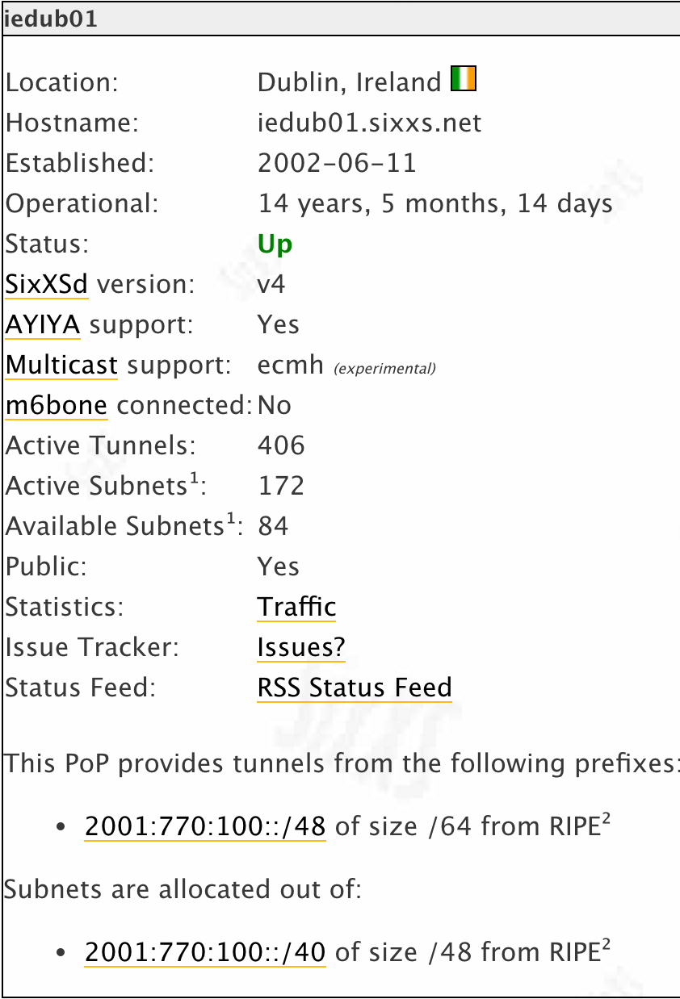 iedub01
Location: Dublin, Ireland
Hostname: iedub01.sixxs.net
Established: 2002-06-11
Operational: 14 years, 5 months, 14 days
Status: Up
SixXSd version: v4
AYIYA support: Yes
Multicast support: ecmh (experimental)
m6bone connected: No
Active Tunnels: 406
Active Subnets¹: 172
Available Subnets¹: 84
Public: Yes
Statistics: Traffic
Issue Tracker: Issues?
Status Feed: RSS Status Feed
This PoP provides tunnels from the following prefixes:
• 2001:770:100::/48 of size /64 from RIPE²
Subnets are allocated out of:
• 2001:770:100::/40 of size /48 from RIPE²